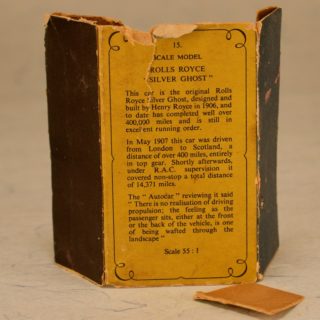 15.
SCALE MODEL
ROLLS ROYCE
" SILVER GHOST "
This car is the original Rolls
Royce Silver Ghost, designed and
built by Henry Royce in 1906, and
to date has completed well over
400,000 miles and is still in
excel ent running order.
In May 1907 this car was driven
from London to Scotland, a
distance of over 400 miles, entirely
in top gear. Shortly afterwards,
under R.A.C. supervision it
covered non-stop a total distance
of 14,371 miles.
The " Autocar " reviewing it said
" There is no realisation of driving
propulsion; the feeling as the
passenger sits, either at the front
or the back of the vehicle, is one
of being wafted through the
landscape "
Scale 55 : 1